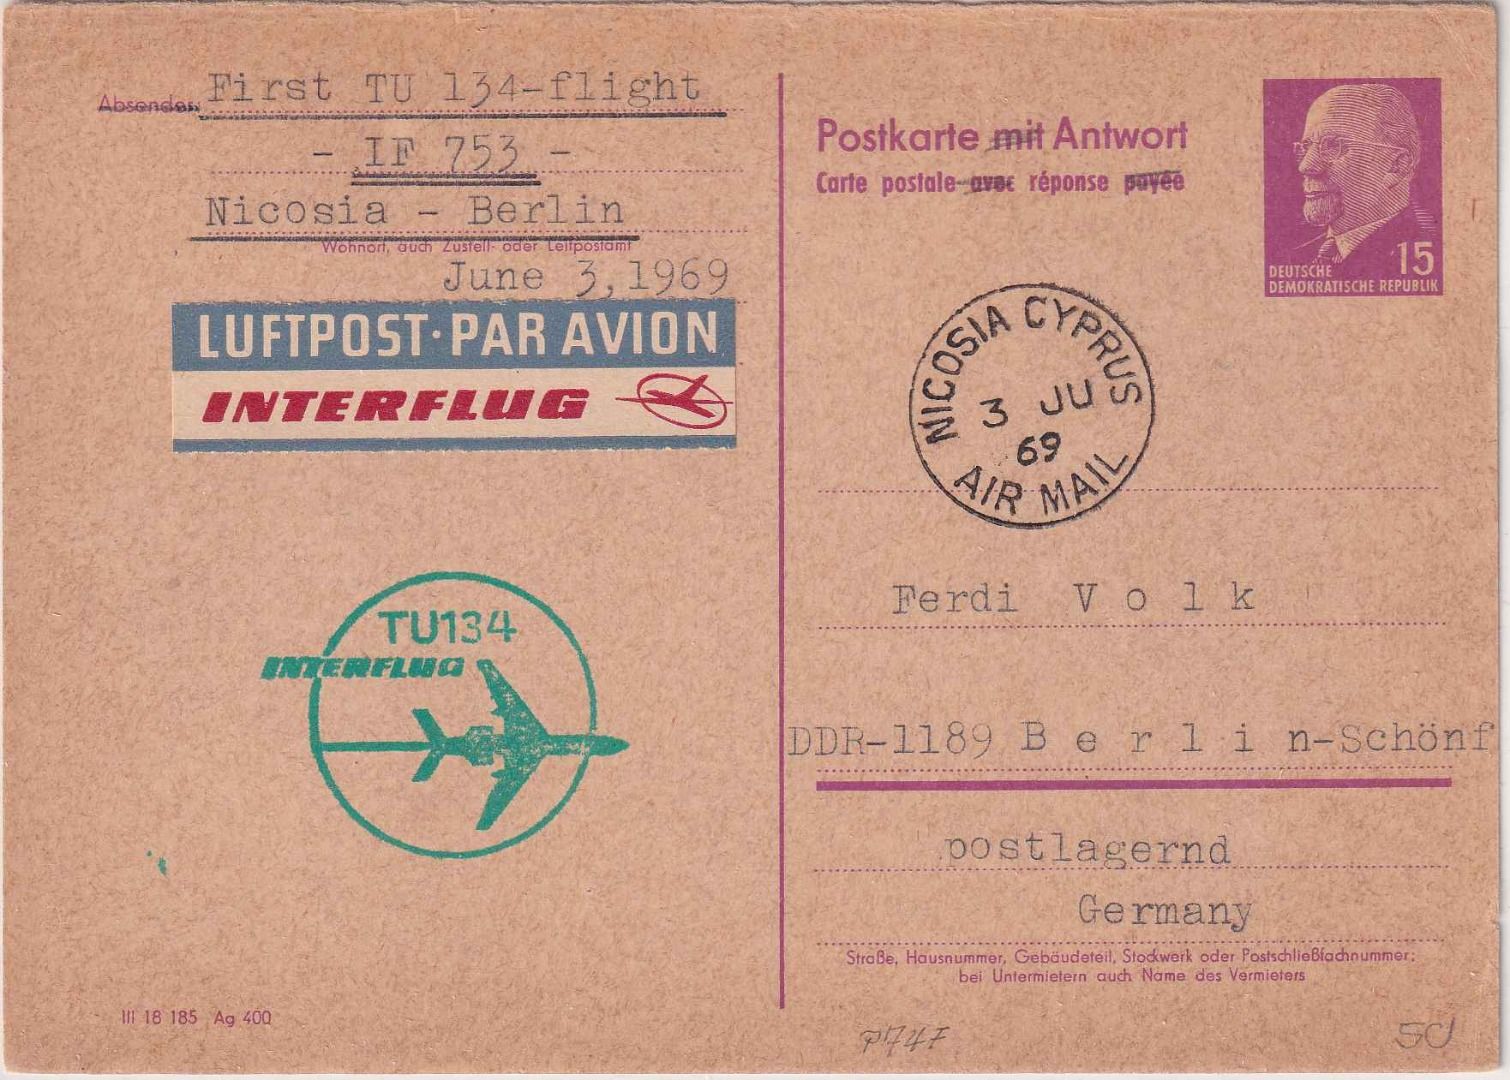 Absender:
First TU 134-flight
- IF 753 -
Nicosia - Berlin
Wohnort, auch Zustell- oder Leitpostamt
June 3, 1969
LUFTPOST·PAR AVION
INTERFLUG
TU134
INTERFLUG
III 18 185 Ag 400
Postkarte mit Antwort
Carte postale avec réponse payée
15
DEUTSCHE
DEMOKRATISCHE REPUBLIK
NICOSIA CYPRUS
3 JU
69
AIR MAIL
Ferdi Volk
DDR-1189 Berlin-Schönf
postlagernd
Germany
Straße, Hausnummer, Gebäudeteil, Stockwerk oder Postschließfachnummer;
bei Untermietern auch Name des Vermieters
P74F